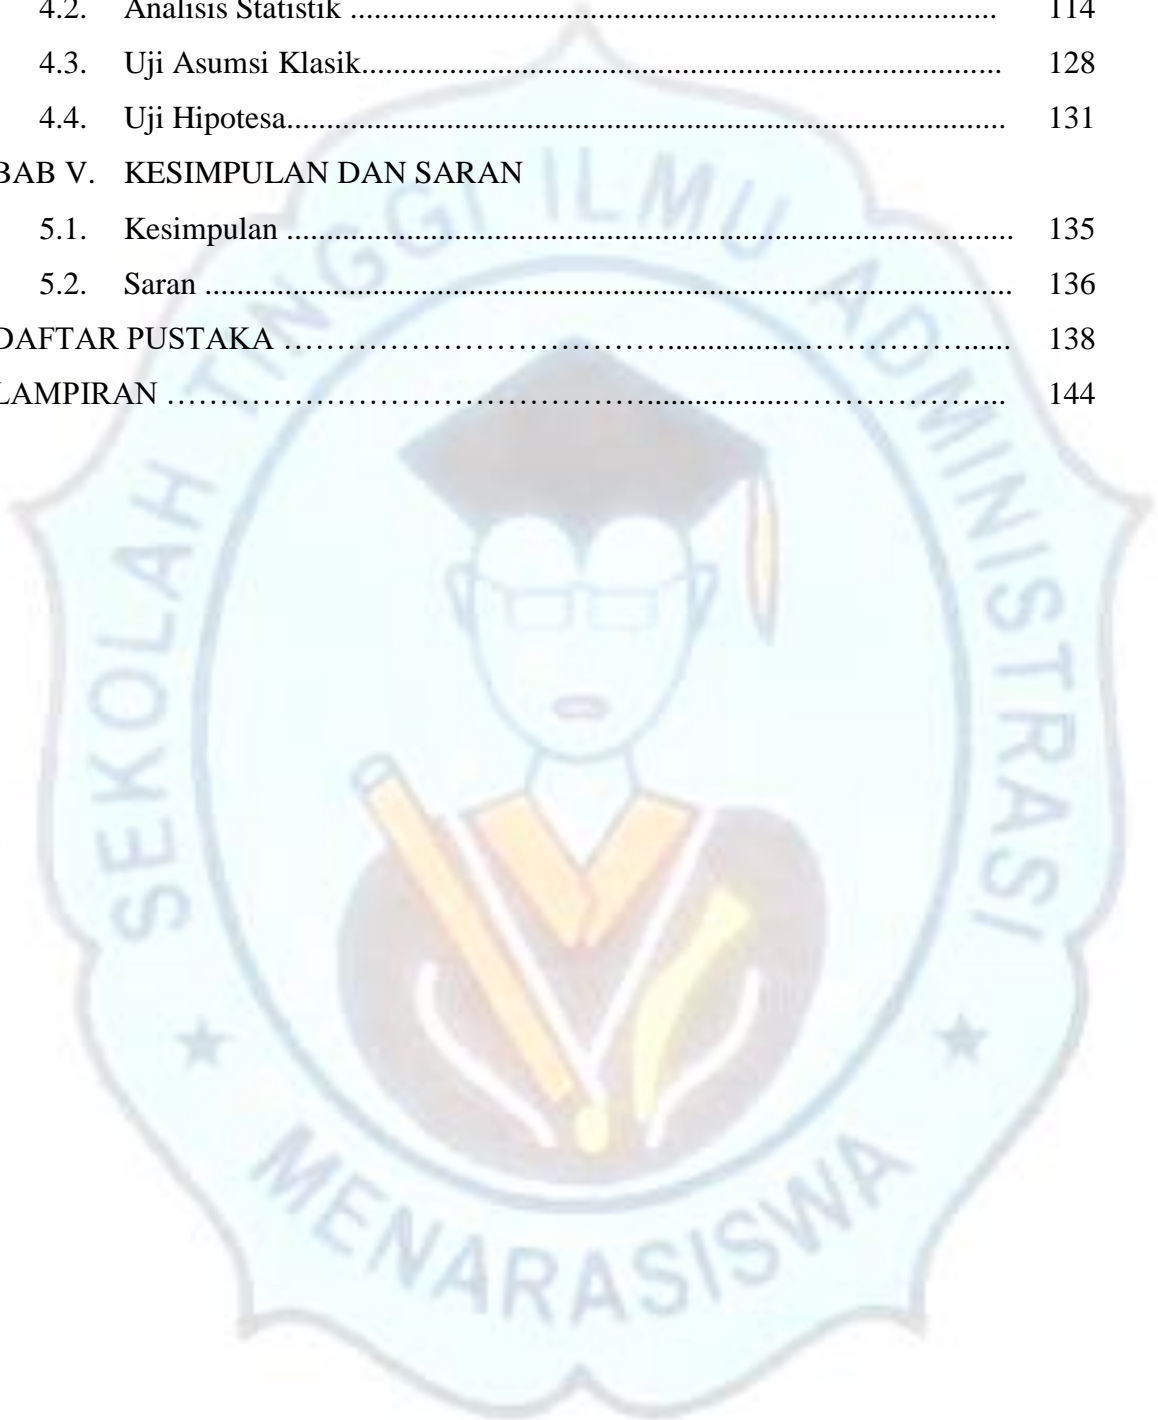 4.2. Analisis Statistik ........................................................................ 114
4.3. Uji Asumsi Klasik........................................................................ 128
4.4. Uji Hipotesa........................................................................ 131
BAB V. KESIMPULAN DAN SARAN
5.1. Kesimpulan ........................................................................ 135
5.2. Saran ........................................................................ 136
DAFTAR PUSTAKA ………………………………...............……………...... 138
LAMPIRAN ………………………………………................………………... 144
SEKOLAH TINGGI ILMU ADMINISTRASI
MENARASISWA